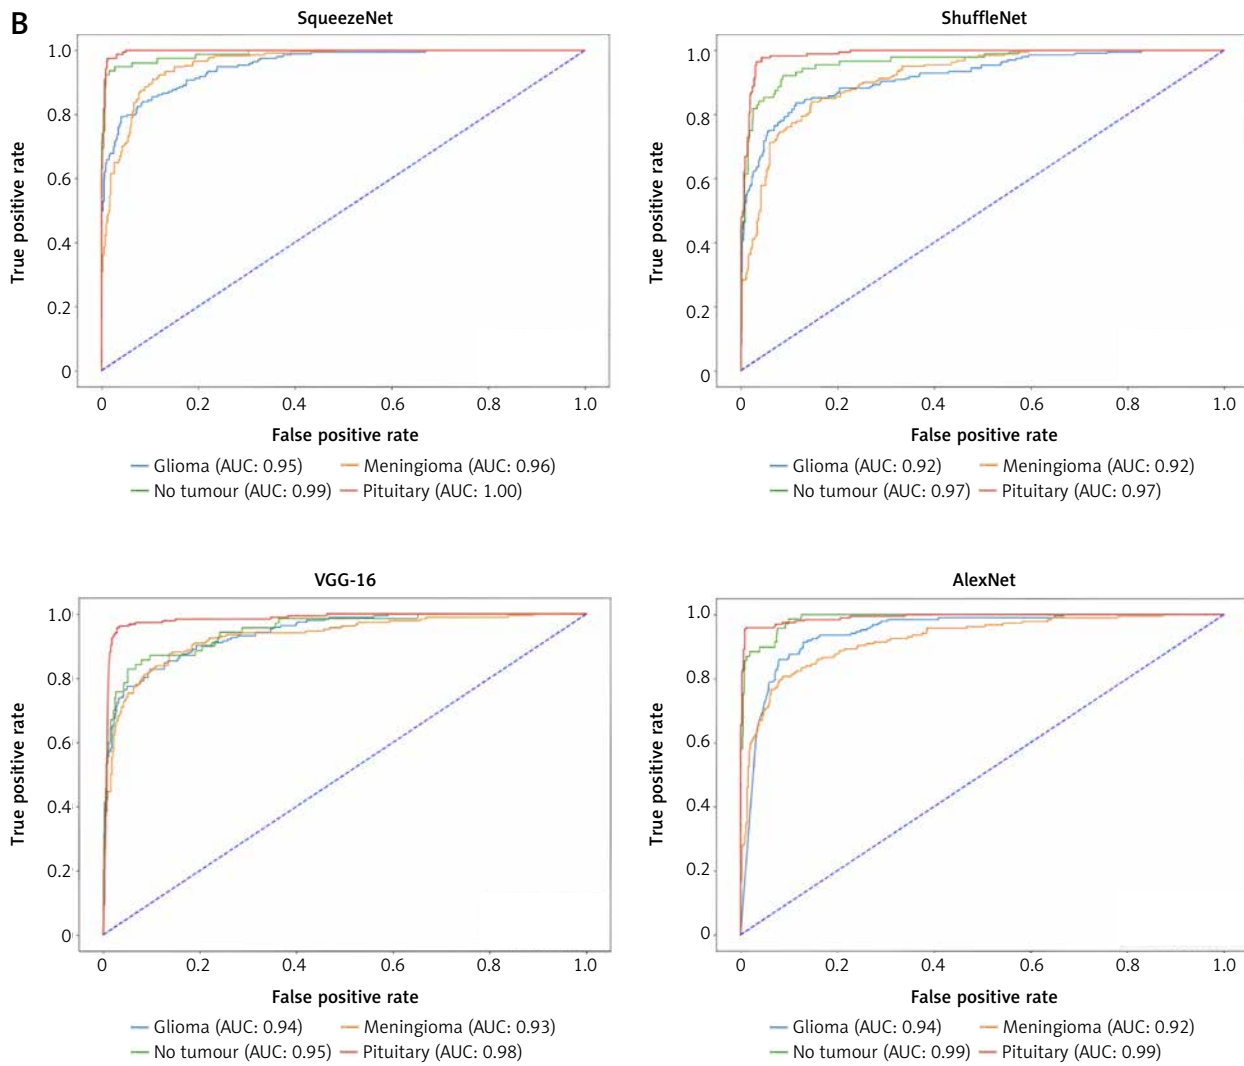 B
SqueezeNet
True positive rate
1.0
0.8
0.6
0.4
0.2
0
0 0.2 0.4 0.6 0.8 1.0
False positive rate
Glioma (AUC: 0.95) Meningioma (AUC: 0.96)
No tumour (AUC: 0.99) Pituitary (AUC: 1.00)
ShuffleNet
True positive rate
1.0
0.8
0.6
0.4
0.2
0
0 0.2 0.4 0.6 0.8 1.0
False positive rate
Glioma (AUC: 0.92) Meningioma (AUC: 0.92)
No tumour (AUC: 0.97) Pituitary (AUC: 0.97)
VGG-16
True positive rate
1.0
0.8
0.6
0.4
0.2
0
0 0.2 0.4 0.6 0.8 1.0
False positive rate
Glioma (AUC: 0.94) Meningioma (AUC: 0.93)
No tumour (AUC: 0.95) Pituitary (AUC: 0.98)
AlexNet
True positive rate
1.0
0.8
0.6
0.4
0.2
0
0 0.2 0.4 0.6 0.8 1.0
False positive rate
Glioma (AUC: 0.94) Meningioma (AUC: 0.92)
No tumour (AUC: 0.99) Pituitary (AUC: 0.99)